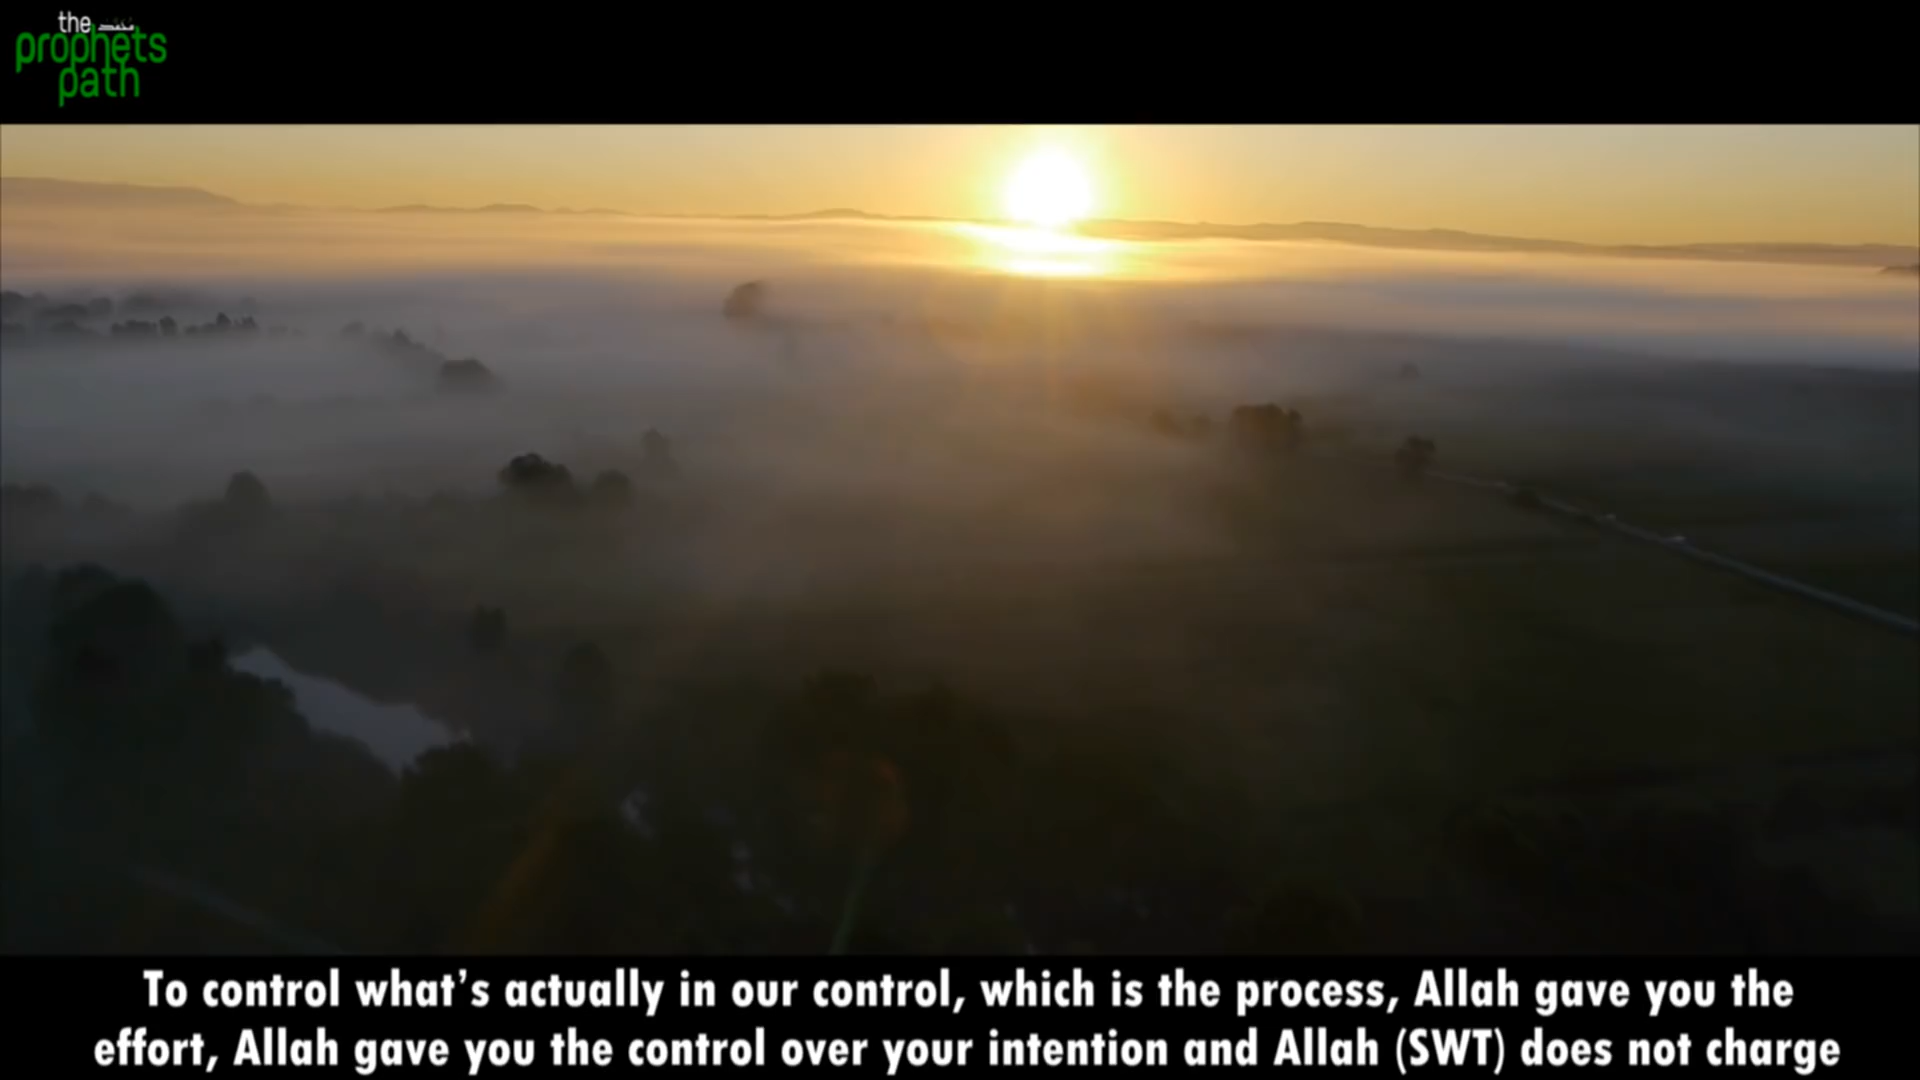 the
prophets
path
To control what's actually in our control, which is the process, Allah gave you the
effort, Allah gave you the control over your intention and Allah (SWT) does not charge